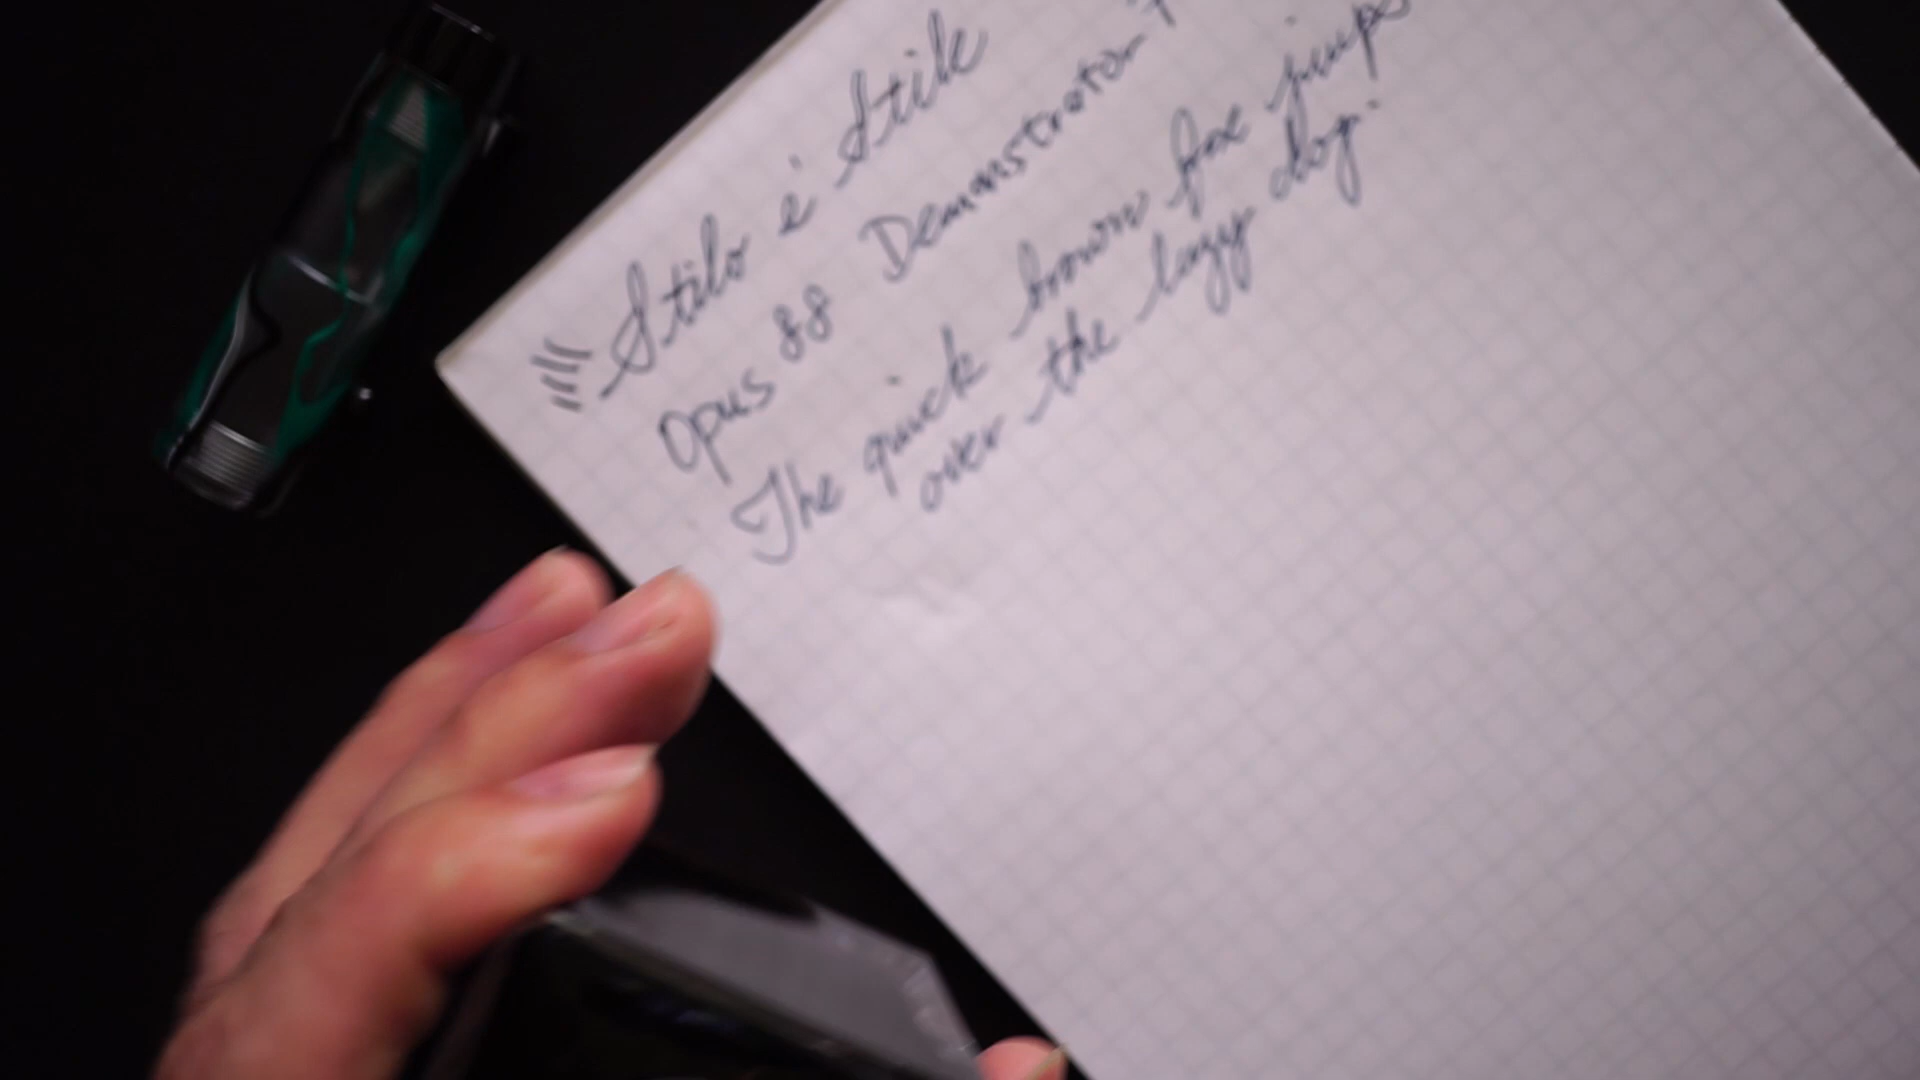 Stilo è Stile
Opus 88 Demonstrator
The quick brown fox jumps
over the lazy dog.